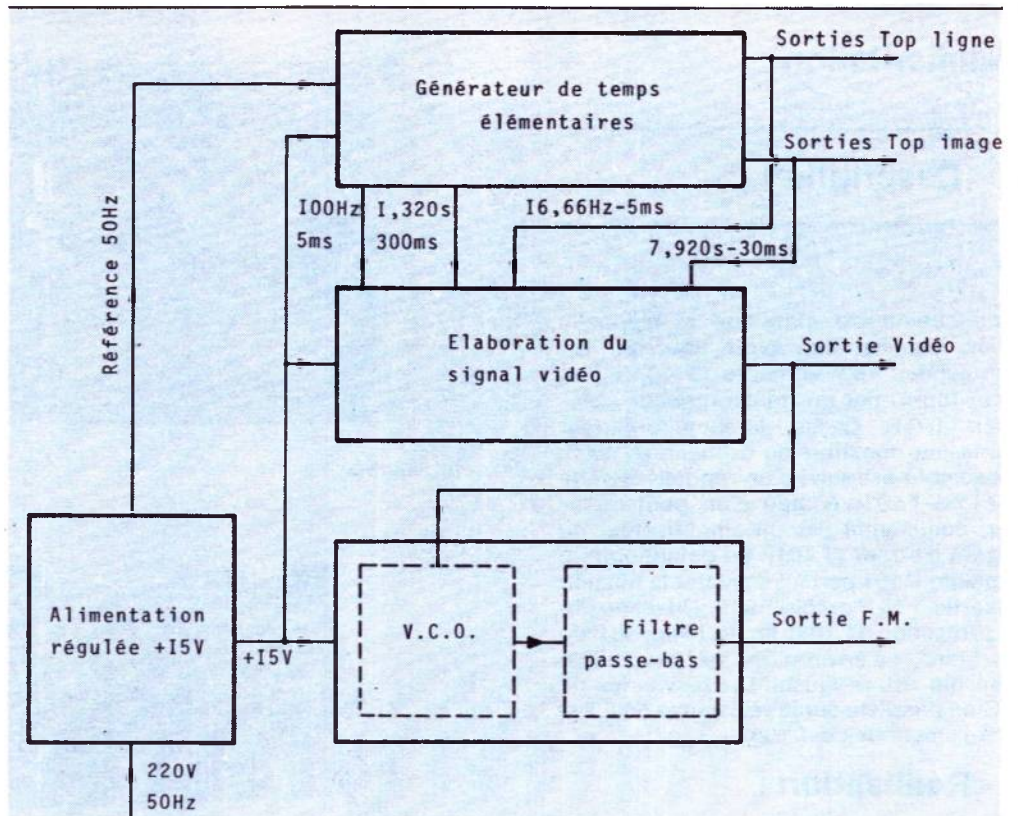 Sorties Top ligne
Générateur de temps
élémentaires
Sorties Top image
I00Hz
5ms
I,320s
300ms
I6,66Hz-5ms
7,920s-30ms
Référence 50Hz
Elaboration du
signal vidéo
Sortie Vidéo
Alimentation
régulée +I5V
+I5V
V.C.O.
Filtre
passe-bas
Sortie F.M.
220V
50Hz